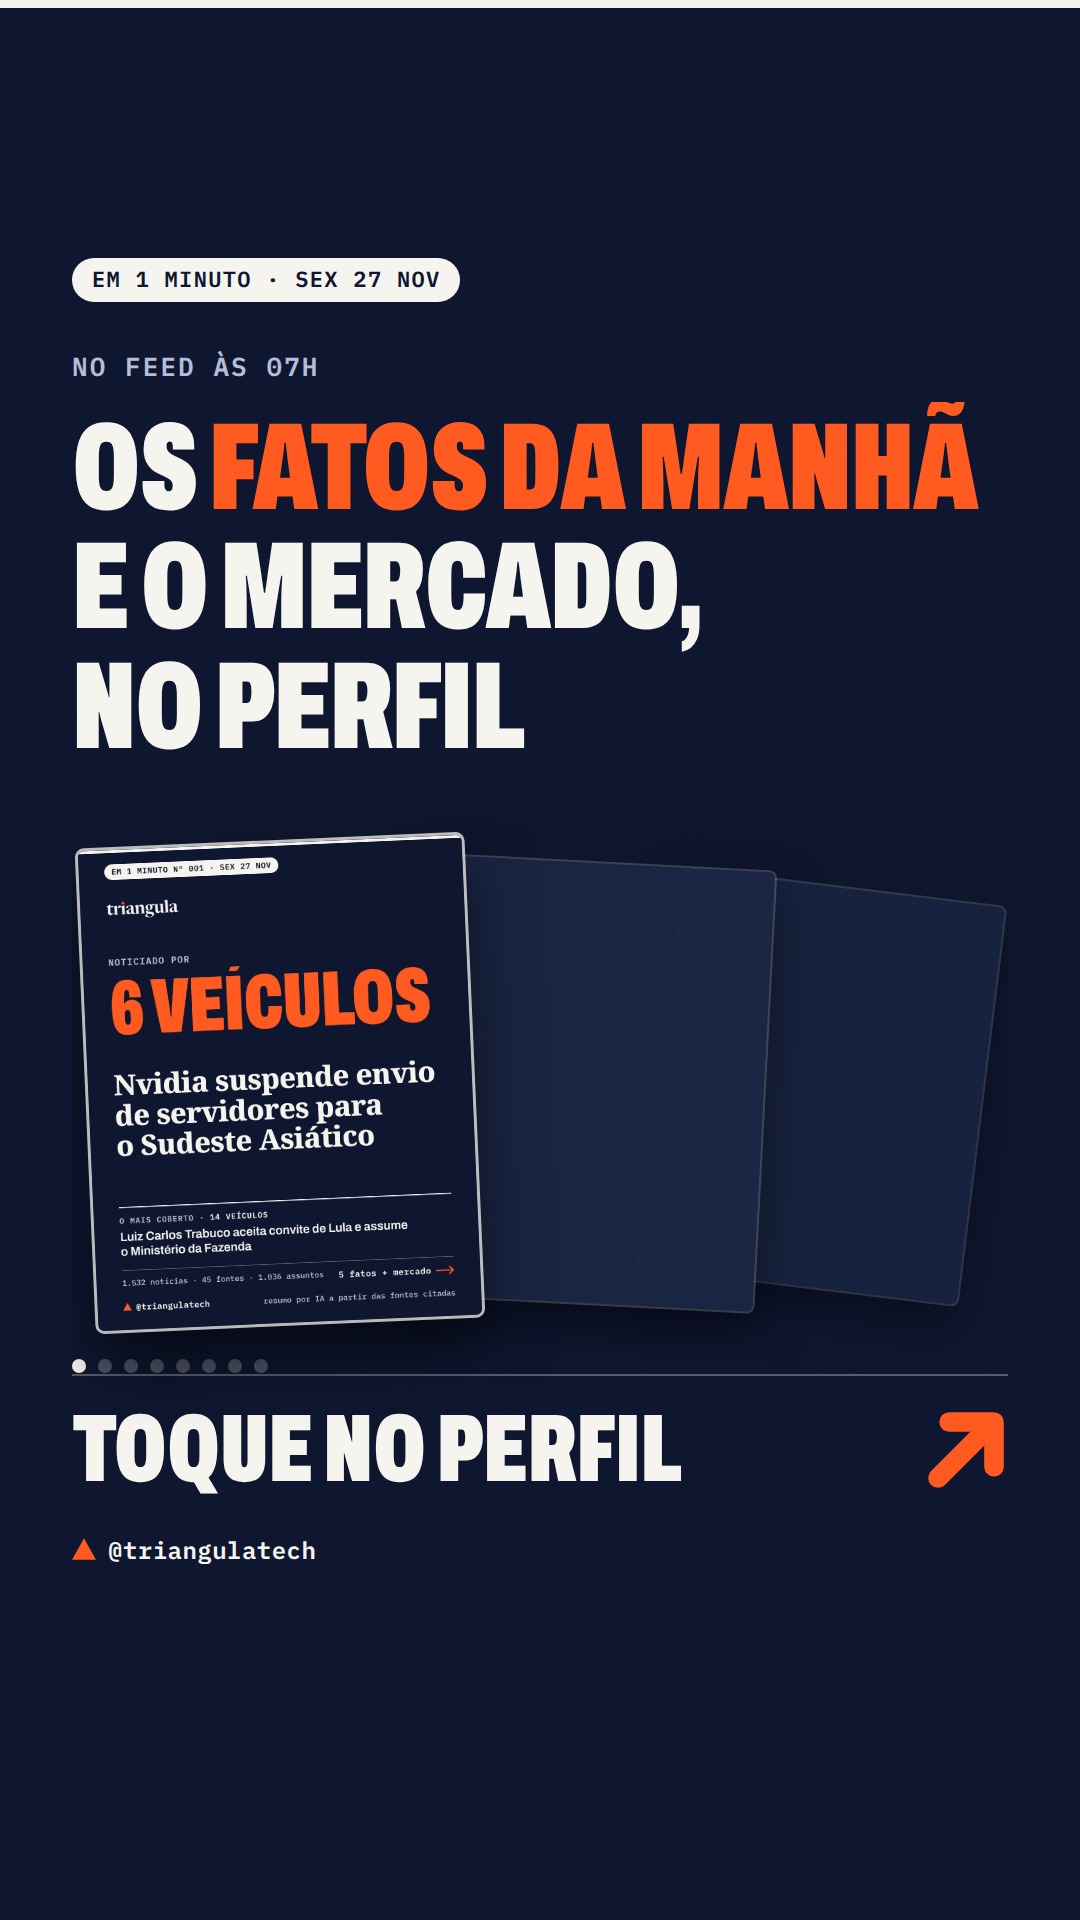 EM 1 MINUTO · SEX 27 NOV
NO FEED ÀS 07H
OS FATOS DA MANHÃ
E O MERCADO,
NO PERFIL
EM 1 MINUTO Nº 001 · SEX 27 NOV
triangula
NOTICIADO POR
6 VEÍCULOS
Nvidia suspende envio
de servidores para
o Sudeste Asiático
O MAIS COBERTO · 14 VEÍCULOS
Luiz Carlos Trabuco aceita convite de Lula e assume
o Ministério da Fazenda
1.532 notícias · 45 fontes · 1.036 assuntos 5 fatos + mercado
@triangulatech resumo por IA a partir das fontes citadas
TOQUE NO PERFIL
@triangulatech